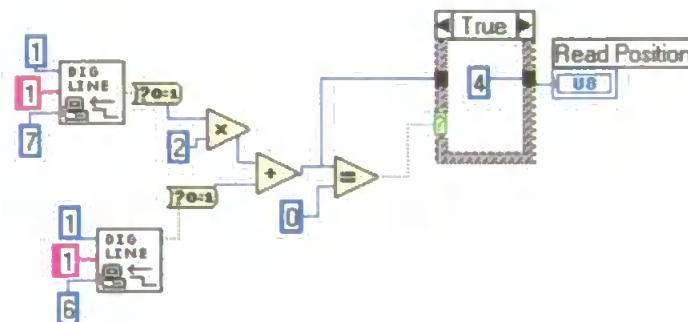 True
Read Position
1
DIG
LINE
1
?0=1
4
U8
7
2
×
+
=
?
?0=1
0
1
DIG
LINE
1
6